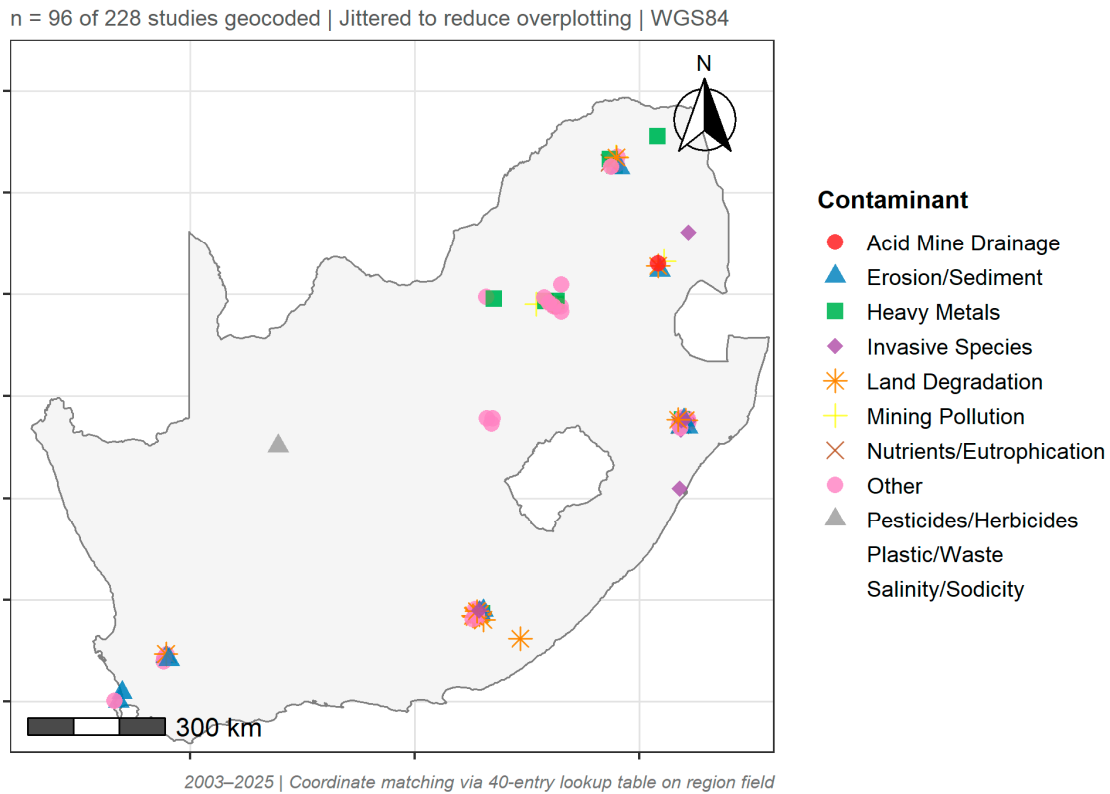 n = 96 of 228 studies geocoded | Jittered to reduce overplotting | WGS84
N
Contaminant
Acid Mine Drainage
Erosion/Sediment
Heavy Metals
Invasive Species
Land Degradation
Mining Pollution
Nutrients/Eutrophication
Other
Pesticides/Herbicides
Plastic/Waste
Salinity/Sodicity
300 km
2003–2025 | Coordinate matching via 40-entry lookup table on region field